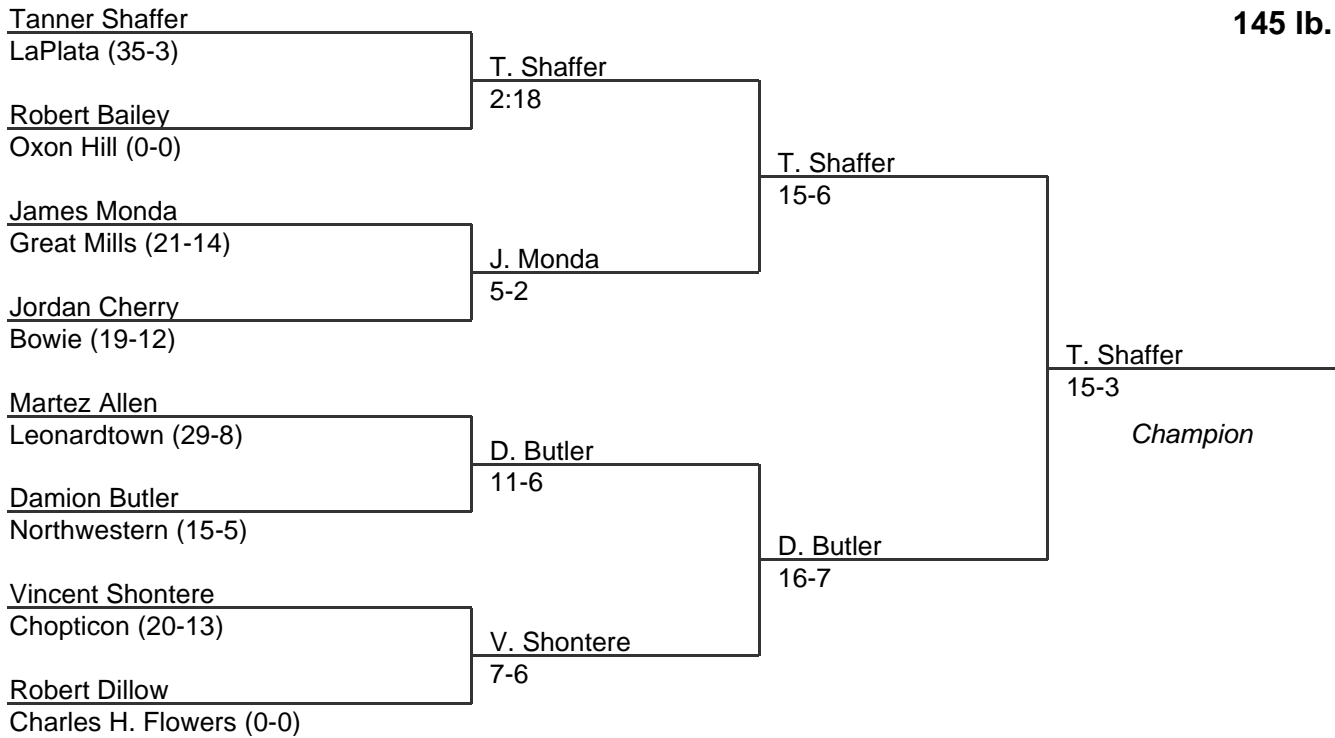 145 lb.
Tanner Shaffer
LaPlata (35-3)
T. Shaffer
2:18
Robert Bailey
Oxon Hill (0-0)
T. Shaffer
15-6
James Monda
Great Mills (21-14)
J. Monda
5-2
Jordan Cherry
Bowie (19-12)
T. Shaffer
15-3
Champion
Martez Allen
Leonardtown (29-8)
D. Butler
11-6
Damion Butler
Northwestern (15-5)
D. Butler
16-7
Vincent Shontere
Chopticon (20-13)
V. Shontere
7-6
Robert Dillow
Charles H. Flowers (0-0)